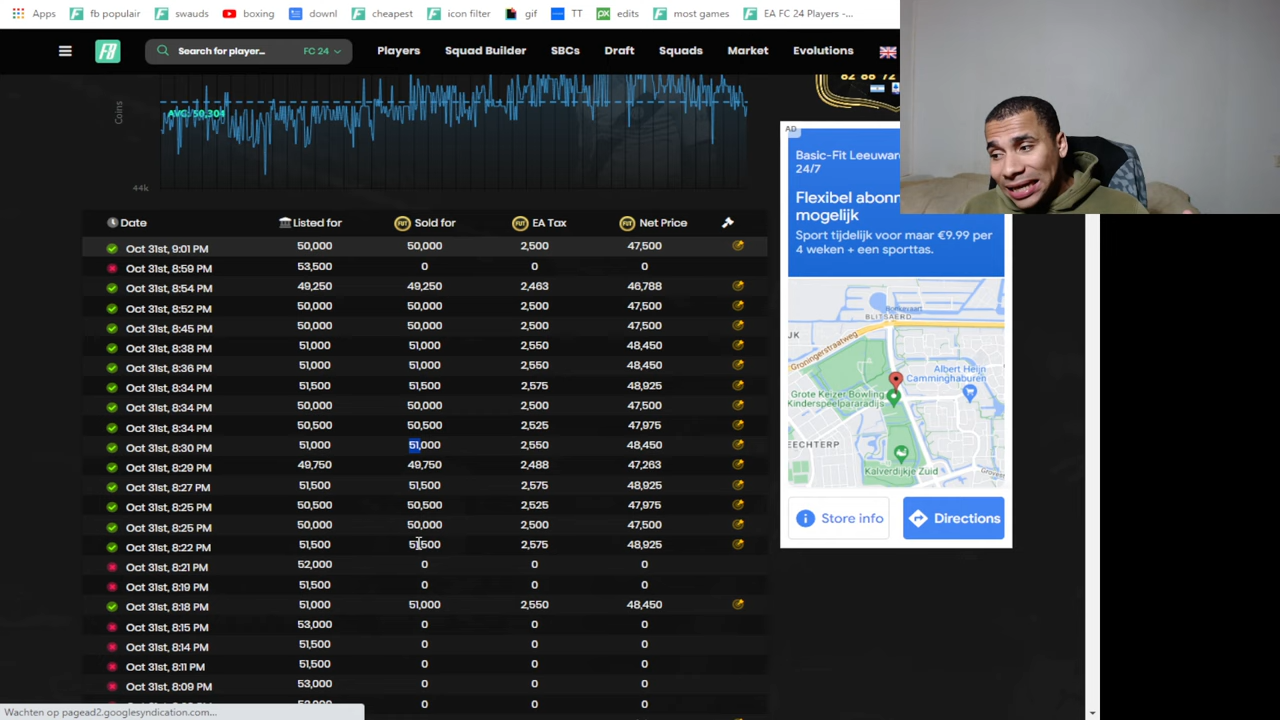 Apps fb populair swauds boxing downl cheapest icon filter gif TT edits most games EA FC 24 Players -...
FB Search for player... FC 24 Players Squad Builder SBCs Draft Squads Market Evolutions
82 88 72
Coins
AVG: 50,304
44k
Date Listed for Sold for EA Tax Net Price
Oct 31st, 9:01 PM 50,000 50,000 2,500 47,500
Oct 31st, 8:59 PM 53,500 0 0 0
Oct 31st, 8:54 PM 49,250 49,250 2,463 46,788
Oct 31st, 8:51 PM 50,000 50,000 2,500 47,500
Oct 31st, 8:45 PM 50,000 50,000 2,500 47,500
Oct 31st, 8:38 PM 51,000 51,000 2,550 48,450
Oct 31st, 8:36 PM 51,000 51,000 2,550 48,450
Oct 31st, 8:34 PM 51,500 51,500 2,575 48,925
Oct 31st, 8:34 PM 50,000 50,000 2,500 47,500
Oct 31st, 8:34 PM 50,500 50,500 2,525 47,975
Oct 31st, 8:30 PM 51,000 51,000 2,550 48,450
Oct 31st, 8:29 PM 49,750 49,750 2,488 47,263
Oct 31st, 8:27 PM 51,500 51,500 2,575 48,925
Oct 31st, 8:25 PM 50,500 50,500 2,525 47,975
Oct 31st, 8:25 PM 50,000 50,000 2,500 47,500
Oct 31st, 8:22 PM 51,500 51,500 2,575 48,925
Oct 31st, 8:21 PM 52,000 0 0 0
Oct 31st, 8:19 PM 51,500 0 0 0
Oct 31st, 8:18 PM 51,000 51,000 2,550 48,450
Oct 31st, 8:15 PM 53,000 0 0 0
Oct 31st, 8:14 PM 51,500 0 0 0
Oct 31st, 8:11 PM 51,500 0 0 0
Oct 31st, 8:09 PM 53,000 0 0 0
0 0 0
Wachten op pagead2.googlesyndication.com...
AD
Basic-Fit Leeuwar
24/7
Flexibel abonn
mogelijk
Sport tijdelijk voor maar €9.99 per
4 weken + een sporttas.
BLITSAERD
JK
Groningerstraatweg
Albert Heijn
Camminghaburen
Grote Keizer Bowling
Kinderspeelparadijs
EECHTERP
Kalverdijkje Zuid
Store info Directions